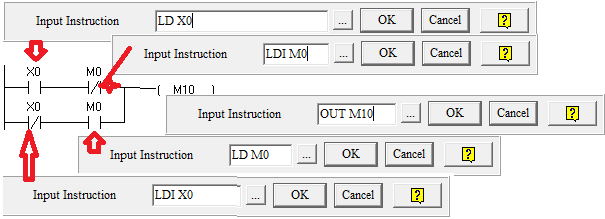 Input Instruction LD X0 ... OK Cancel ?
Input Instruction LDI M0 ... OK Cancel ?
X0 M0
M10
X0 M0
Input Instruction OUT M10 ... OK Cancel ?
Input Instruction LD M0 ... OK Cancel ?
Input Instruction LDI X0 ... OK Cancel ?